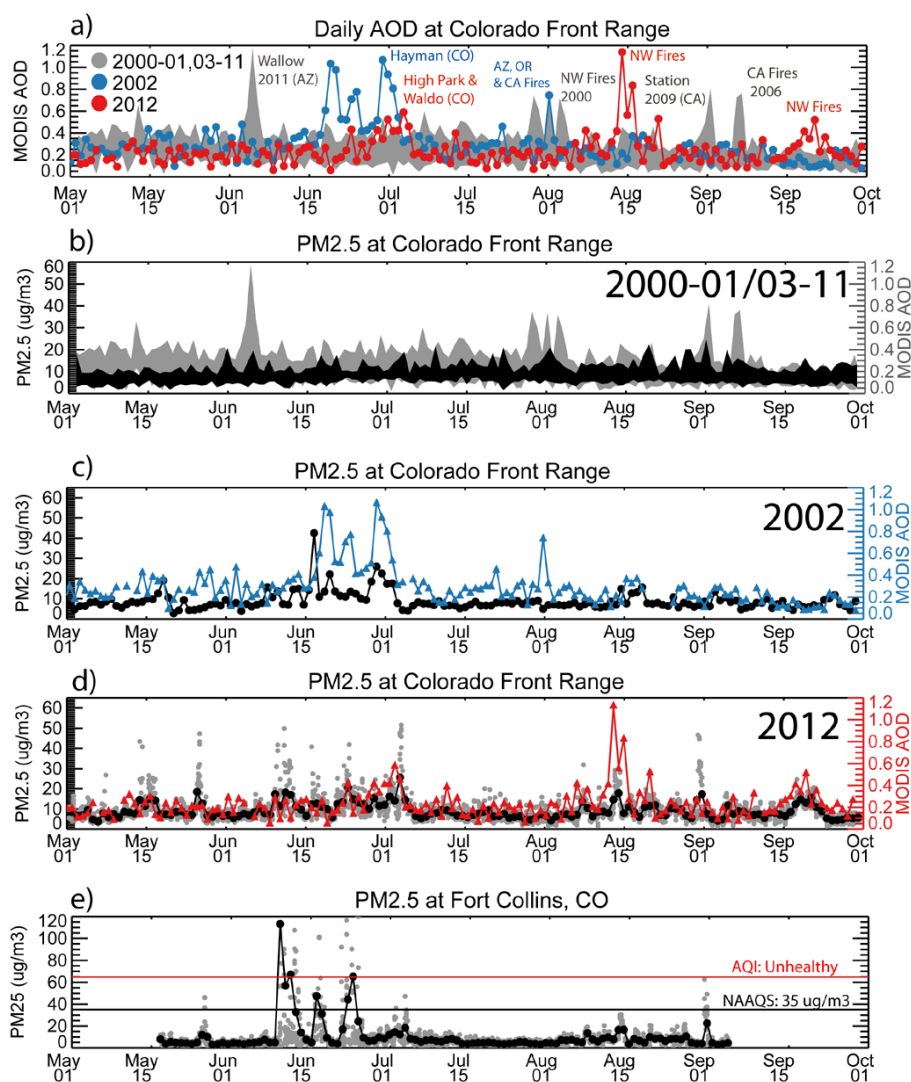 a)
Daily AOD at Colorado Front Range
MODIS AOD
1.2
1.0
0.8
0.6
0.4
0.2
0.0
2000-01,03-11
2002
2012
Wallow
2011 (AZ)
Hayman (CO)
High Park &
Waldo (CO)
AZ, OR
& CA Fires
NW Fires
2000
NW Fires
Station
2009 (CA)
CA Fires
2006
NW Fires
May May Jun Jun Jul Jul Aug Aug Sep Sep Oct
01 15 01 15 01 15 01 15 01 15 01
b)
PM2.5 at Colorado Front Range
PM2.5 (ug/m3)
60
50
40
30
20
10
0
2000-01/03-11
1.2
1.0
0.8
0.6
0.4
0.2
0.0
MODIS AOD
May May Jun Jun Jul Jul Aug Aug Sep Sep Oct
01 15 01 15 01 15 01 15 01 15 01
c)
PM2.5 at Colorado Front Range
PM2.5 (ug/m3)
60
50
40
30
20
10
0
2002
1.2
1.0
0.8
0.6
0.4
0.2
0.0
MODIS AOD
May May Jun Jun Jul Jul Aug Aug Sep Sep Oct
01 15 01 15 01 15 01 15 01 15 01
d)
PM2.5 at Colorado Front Range
PM2.5 (ug/m3)
60
50
40
30
20
10
0
2012
1.2
1.0
0.8
0.6
0.4
0.2
0.0
MODIS AOD
May May Jun Jun Jul Jul Aug Aug Sep Sep Oct
01 15 01 15 01 15 01 15 01 15 01
e)
PM2.5 at Fort Collins, CO
PM25 (ug/m3)
120
100
80
60
40
20
0
AQI: Unhealthy
NAAQS: 35 ug/m3
May May Jun Jun Jul Jul Aug Aug Sep Sep Oct
01 15 01 15 01 15 01 15 01 15 01